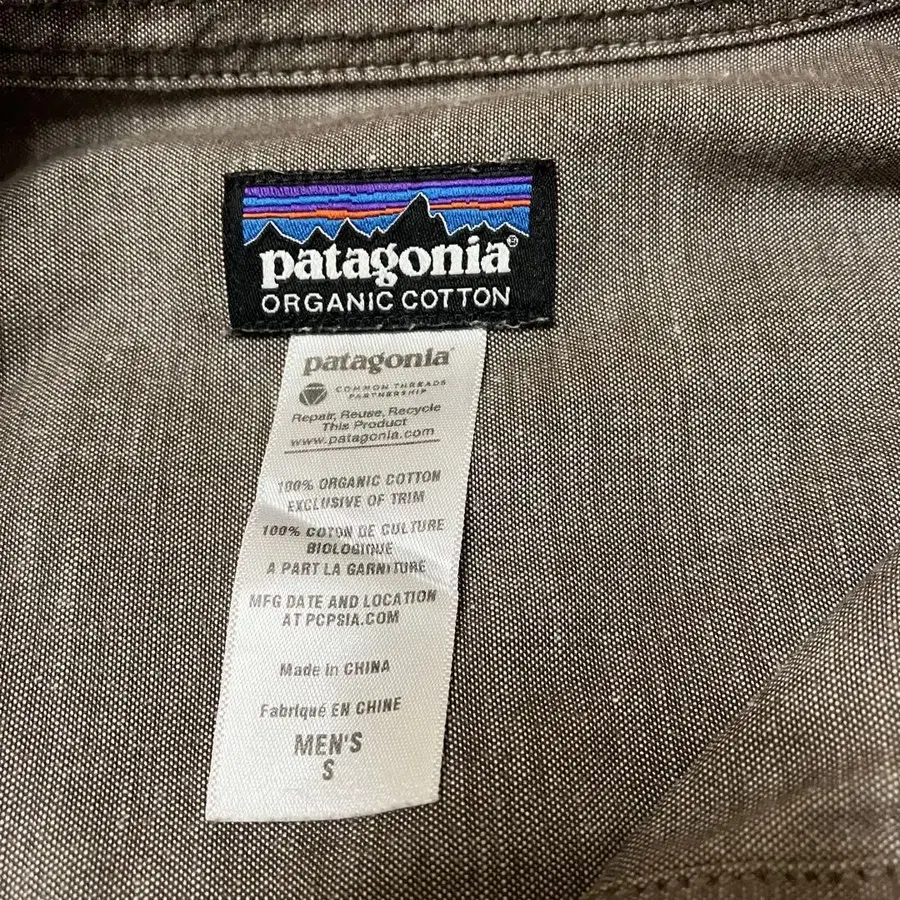 patagonia®
ORGANIC COTTON
patagonia®
COMMON THREADS
PARTNERSHIP
Repair, Reuse, Recycle
This Product
www.patagonia.com
100% ORGANIC COTTON
EXCLUSIVE OF TRIM
100% COTON DE CULTURE
BIOLOGIQUE
A PART LA GARNITURE
MFG DATE AND LOCATION
AT PCPSIA.COM
Made in CHINA
Fabriqué EN CHINE
MEN'S
S